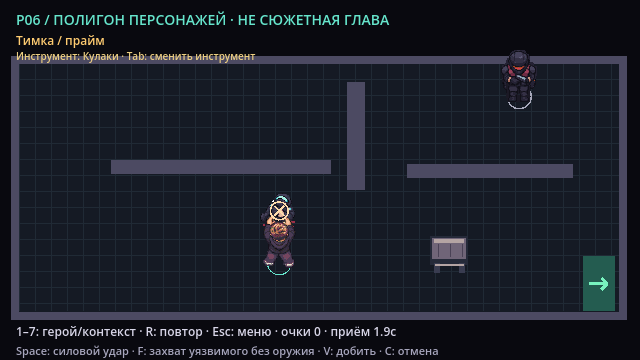 P06 / ПОЛИГОН ПЕРСОНАЖЕЙ · НЕ СЮЖЕТНАЯ ГЛАВА
Тимка / прайм
Инструмент: Кулаки · Tab: сменить инструмент
1–7: герой/контекст · R: повтор · Esc: меню · очки 0 · приём 1.9с
Space: силовой удар · F: захват уязвимого без оружия · V: добить · C: отмена